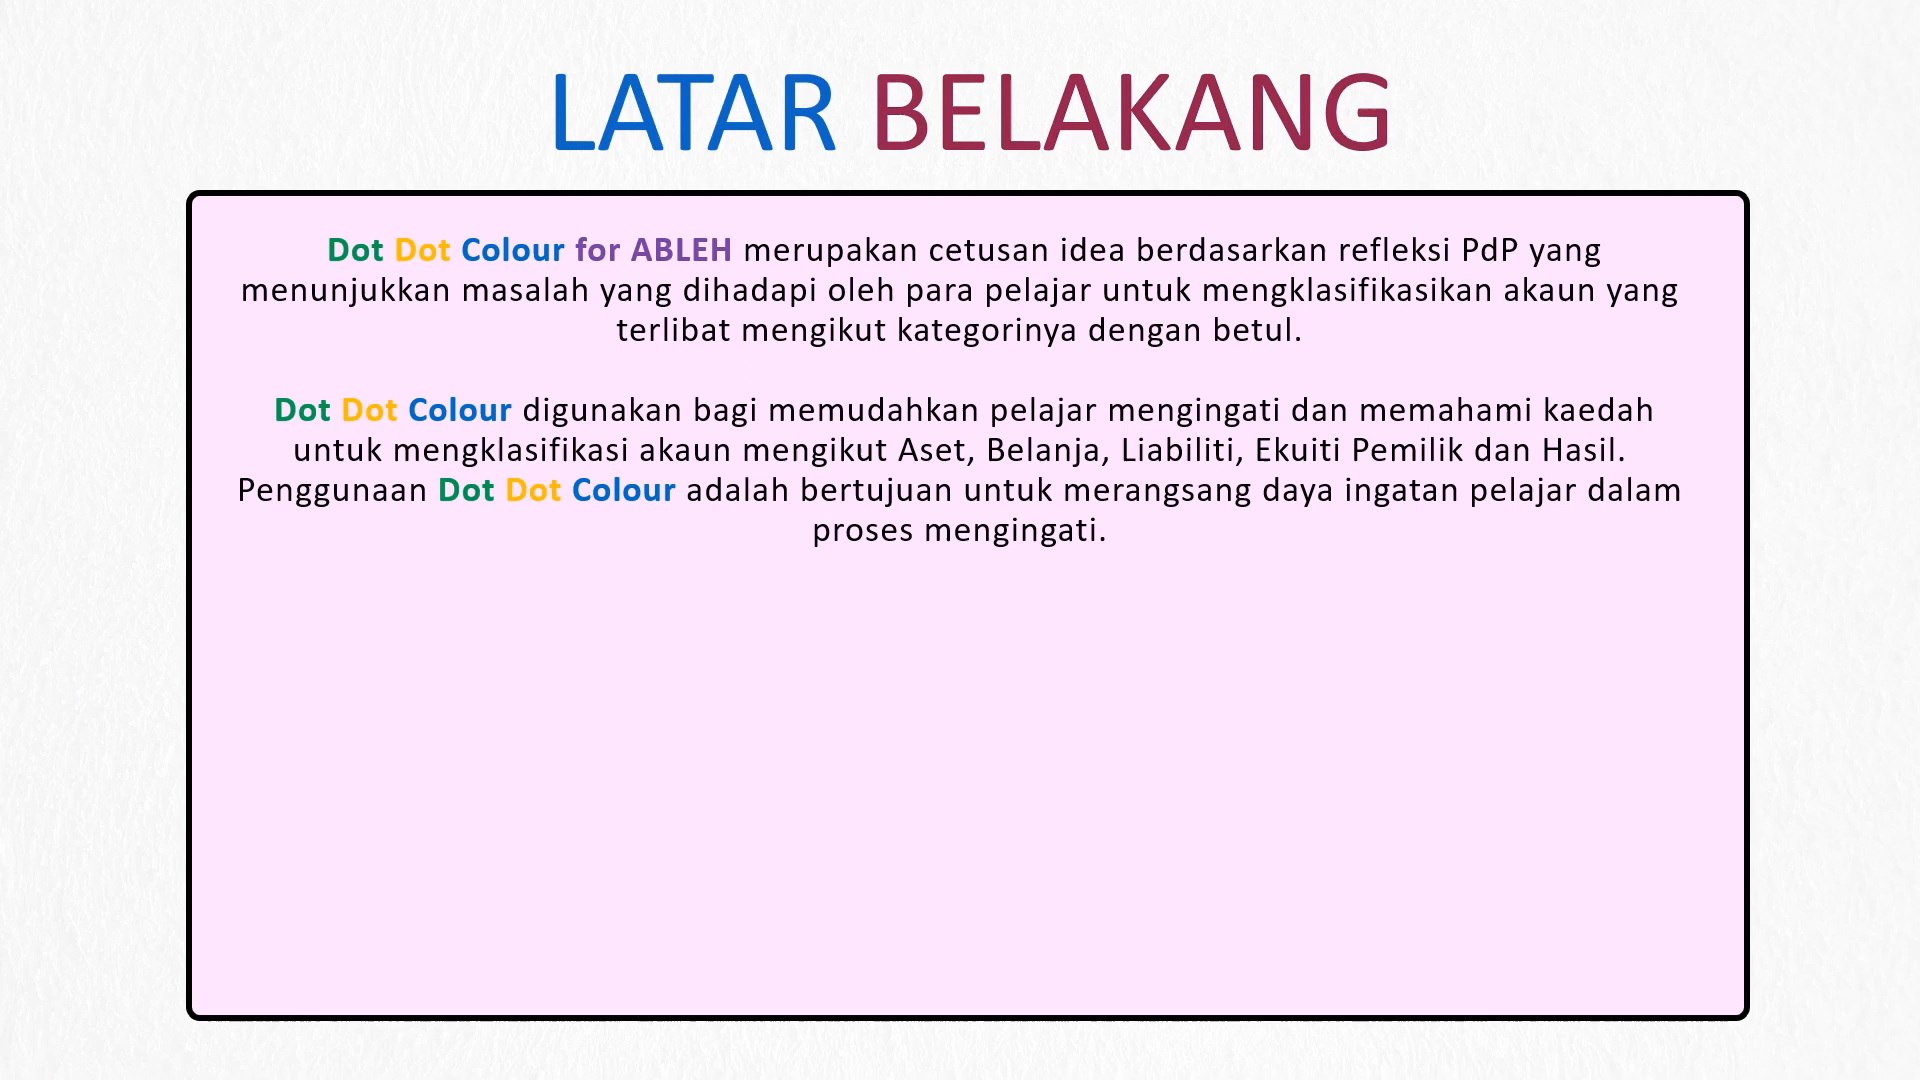 LATAR BELAKANG
Dot Dot Colour for ABLEH merupakan cetusan idea berdasarkan refleksi PdP yang
menunjukkan masalah yang dihadapi oleh para pelajar untuk mengklasifikasikan akaun yang
terlibat mengikut kategorinya dengan betul.
Dot Dot Colour digunakan bagi memudahkan pelajar mengingati dan memahami kaedah
untuk mengklasifikasi akaun mengikut Aset, Belanja, Liabiliti, Ekuiti Pemilik dan Hasil.
Penggunaan Dot Dot Colour adalah bertujuan untuk merangsang daya ingatan pelajar dalam
proses mengingati.